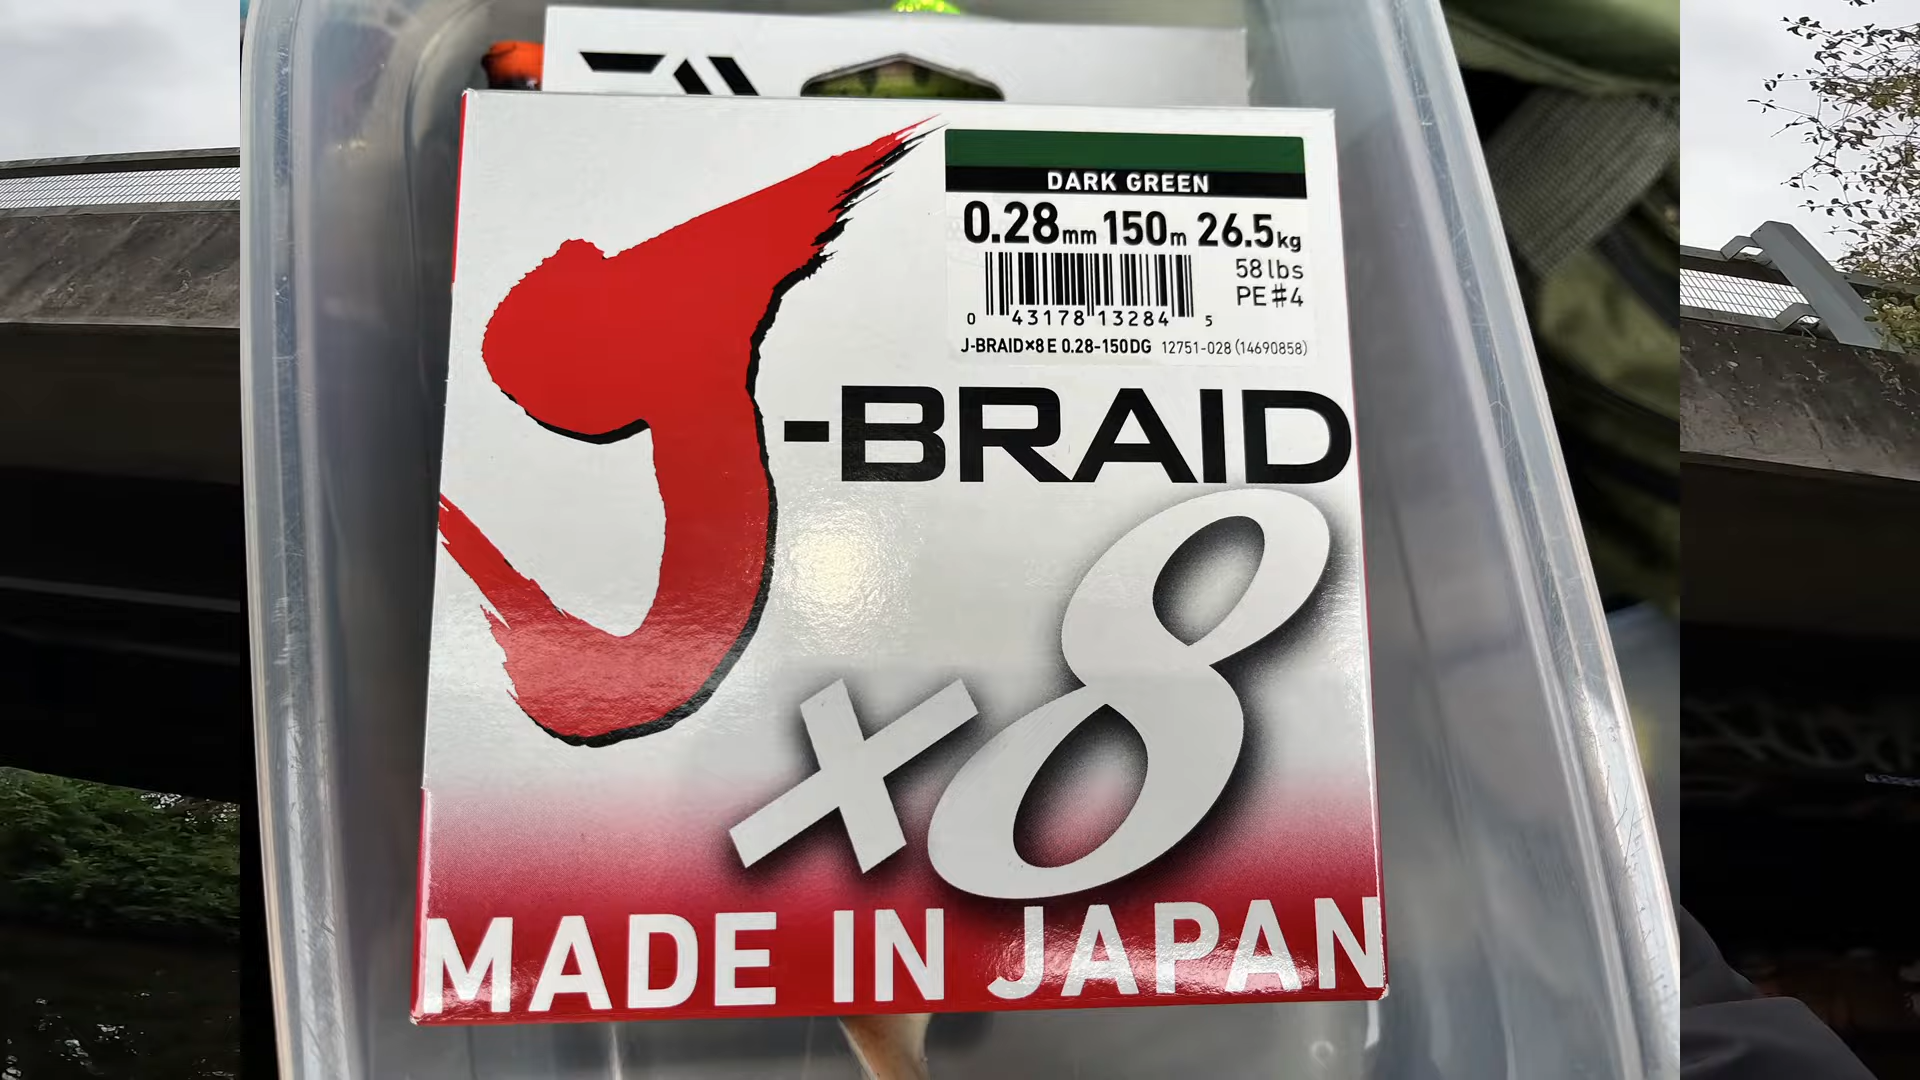 DARK GREEN
0.28mm 150m 26.5kg
58 lbs
PE#4
0 43178 13284 5
J-BRAID×8E 0.28-150DG 12751-028 (14690858)
J-BRAID
×8
MADE IN JAPAN